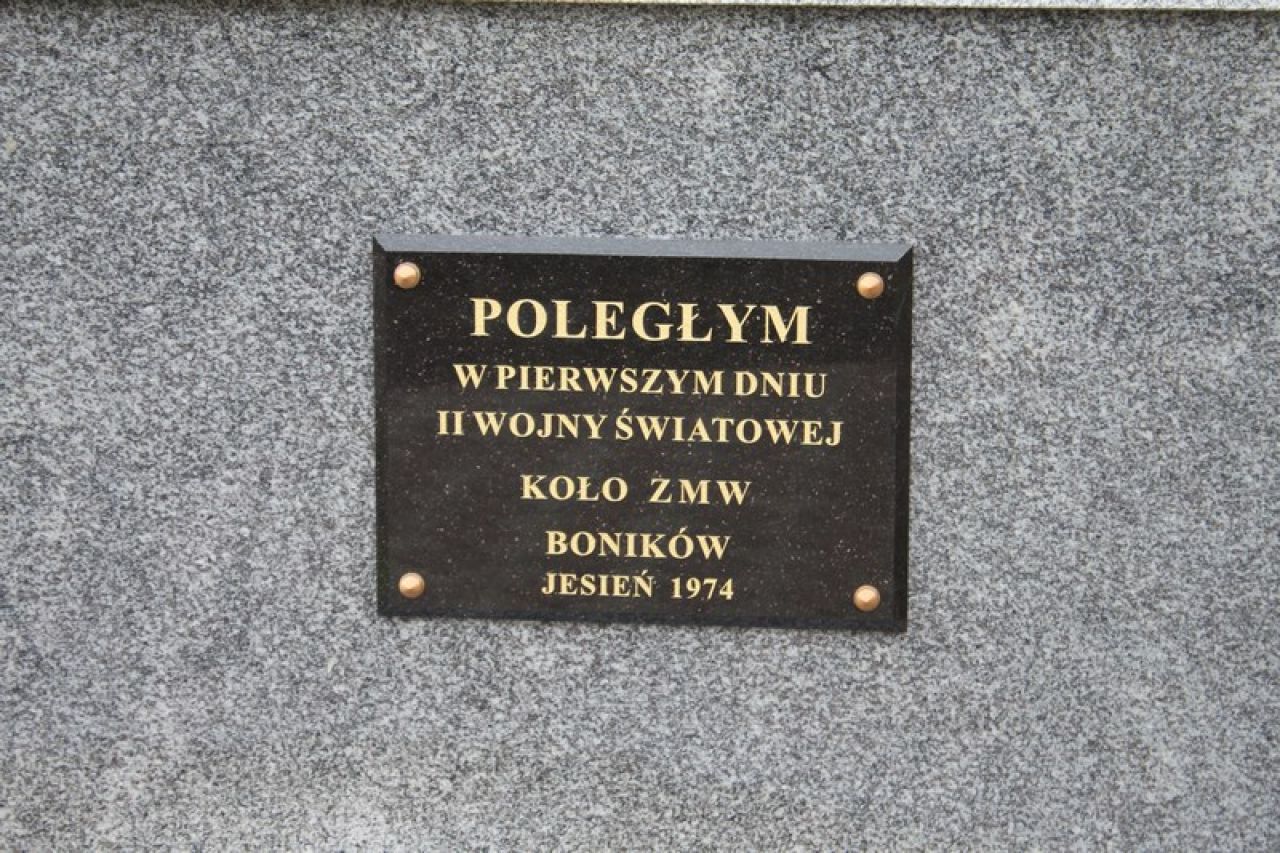 POLEGŁYM
W PIERWSZYM DNIU
II WOJNY ŚWIATOWEJ
KOŁO ZMW
BONIKÓW
JESIEŃ 1974